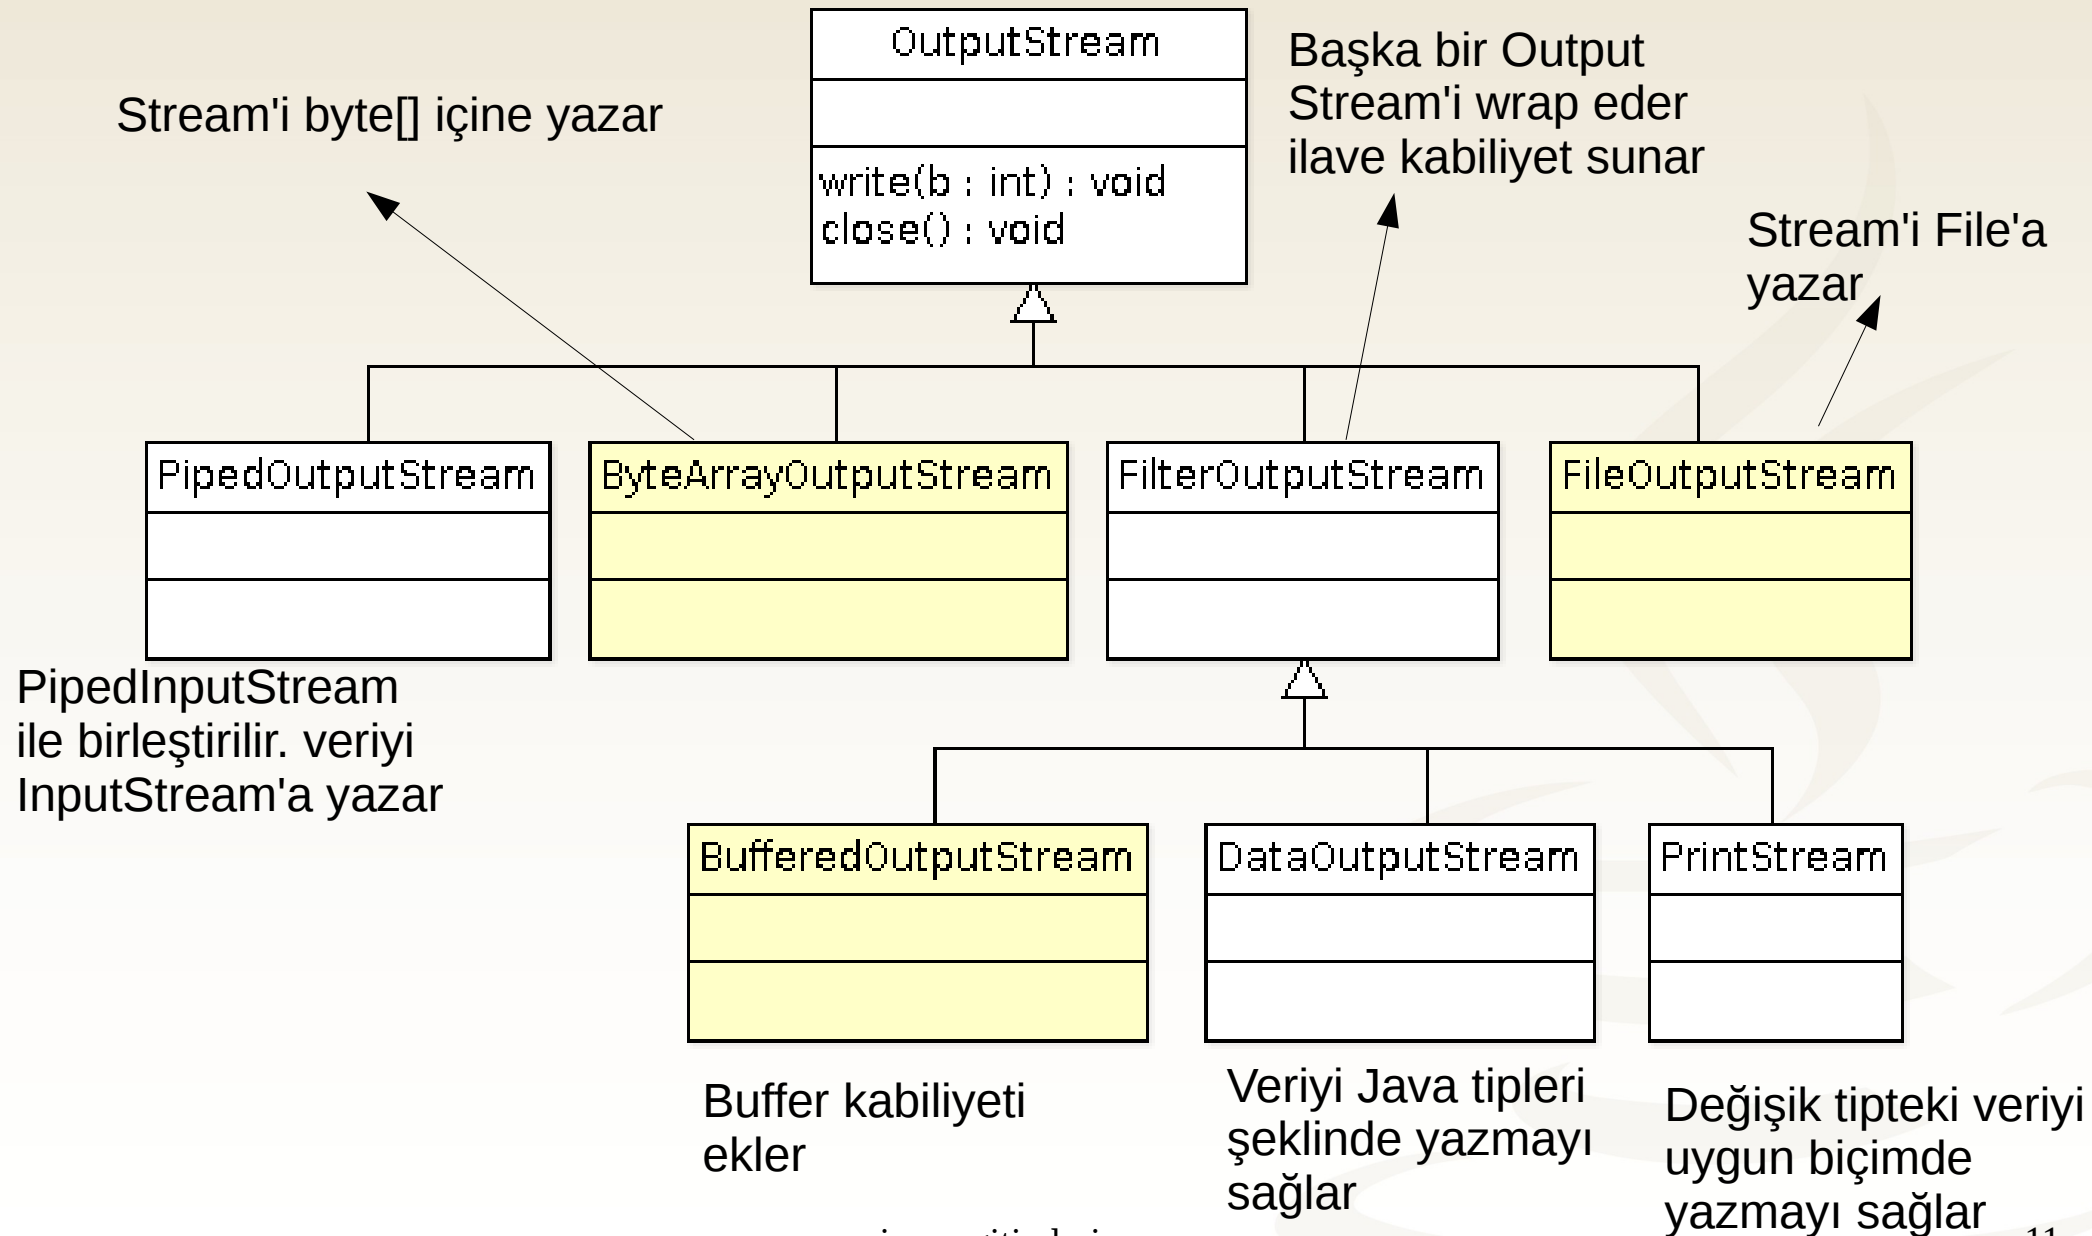 OutputStream
write(b : int) : void
close() : void
Stream'i byte[] içine yazar
Başka bir Output
Stream'i wrap eder
ilave kabiliyet sunar
Stream'i File'a
yazar
PipedOutputStream
ByteArrayOutputStream
FilterOutputStream
FileOutputStream
PipedInputStream
ile birleştirilir. veriyi
InputStream'a yazar
BufferedOutputStream
DataOutputStream
PrintStream
Buffer kabiliyeti
ekler
Veriyi Java tipleri
şeklinde yazmayı
sağlar
Değişik tipteki veriyi
uygun biçimde
yazmayı sağlar
11